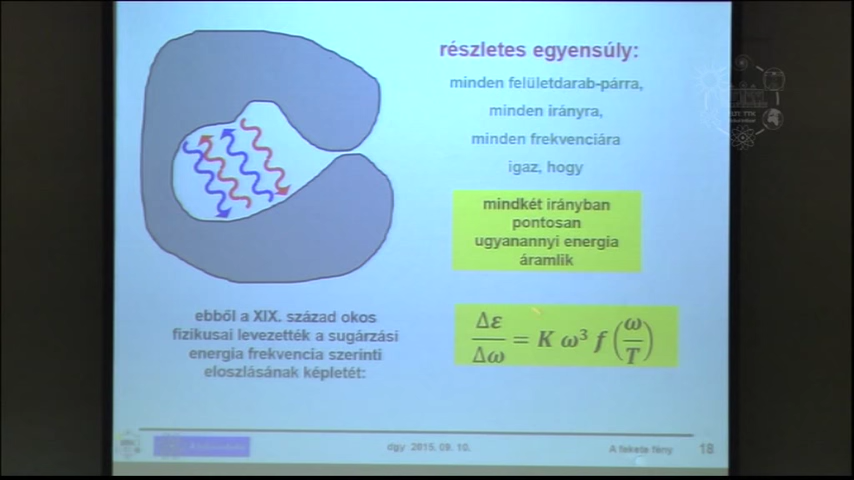 részletes egyensúly:
minden felületdarab-párra,
minden irányra,
minden frekvenciára
igaz, hogy
mindkét irányban
pontosan
ugyanannyi energia
áramlik
ebből a XIX. század okos
fizikusai levezették a sugárzási
energia frekvencia szerinti
eloszlásának képletét:
Δε/Δω = K ω³ f(ω/T)
dgy 2015. 09. 10.
A fekete fény
18